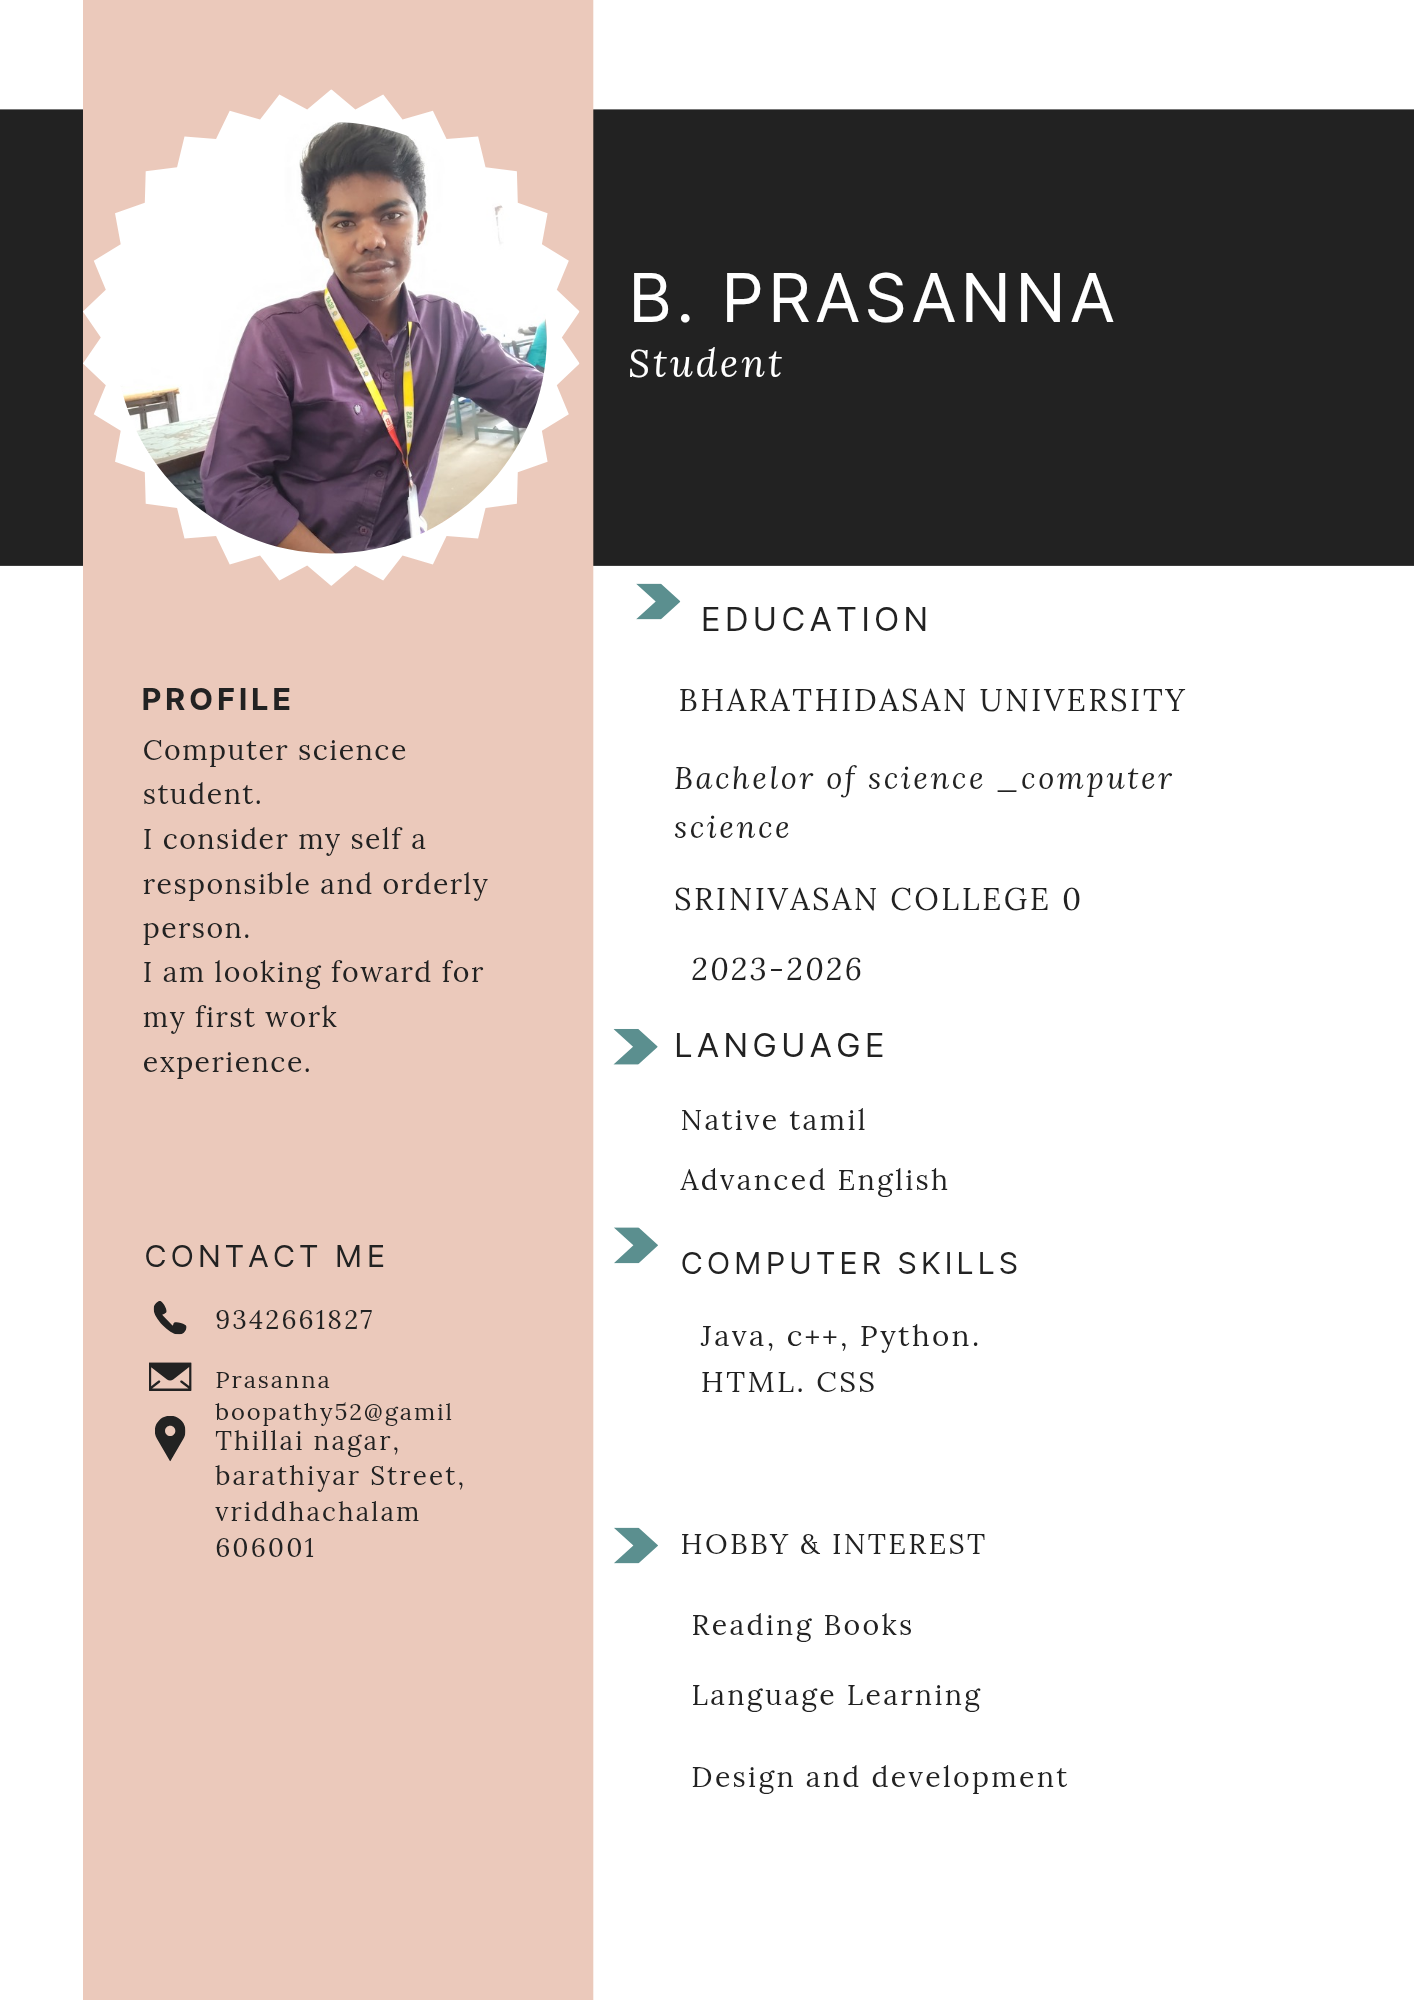 B. PRASANNA
Student
PROFILE
Computer science
student.
I consider my self a
responsible and orderly
person.
I am looking foward for
my first work
experience.
CONTACT ME
9342661827
Prasanna
boopathy52@gamil
Thillai nagar,
barathiyar Street,
vriddhachalam
606001
EDUCATION
BHARATHIDASAN UNIVERSITY
Bachelor of science _computer
science
SRINIVASAN COLLEGE 0
2023-2026
LANGUAGE
Native tamil
Advanced English
COMPUTER SKILLS
Java, c++, Python.
HTML. CSS
HOBBY & INTEREST
Reading Books
Language Learning
Design and development